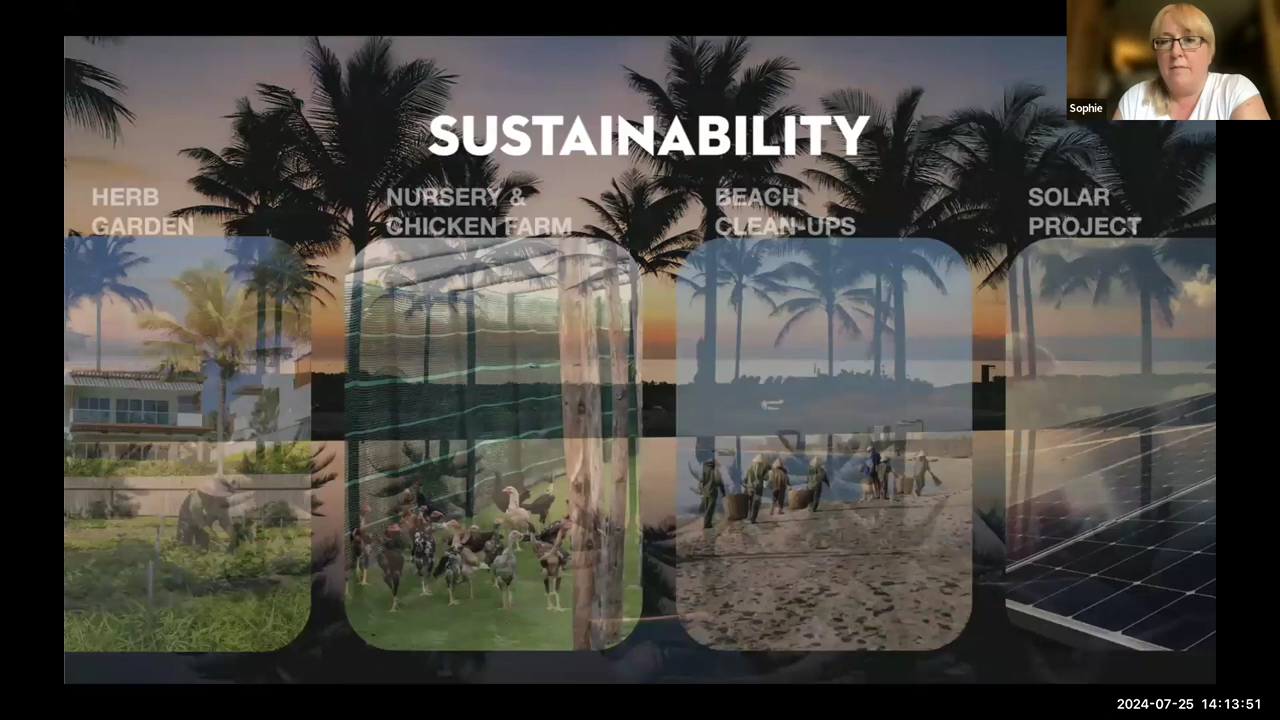 SUSTAINABILITY
HERB
GARDEN
NURSERY &
CHICKEN FARM
BEACH
CLEAN-UPS
SOLAR
PROJECT
Sophie
2024-07-25 14:13:51